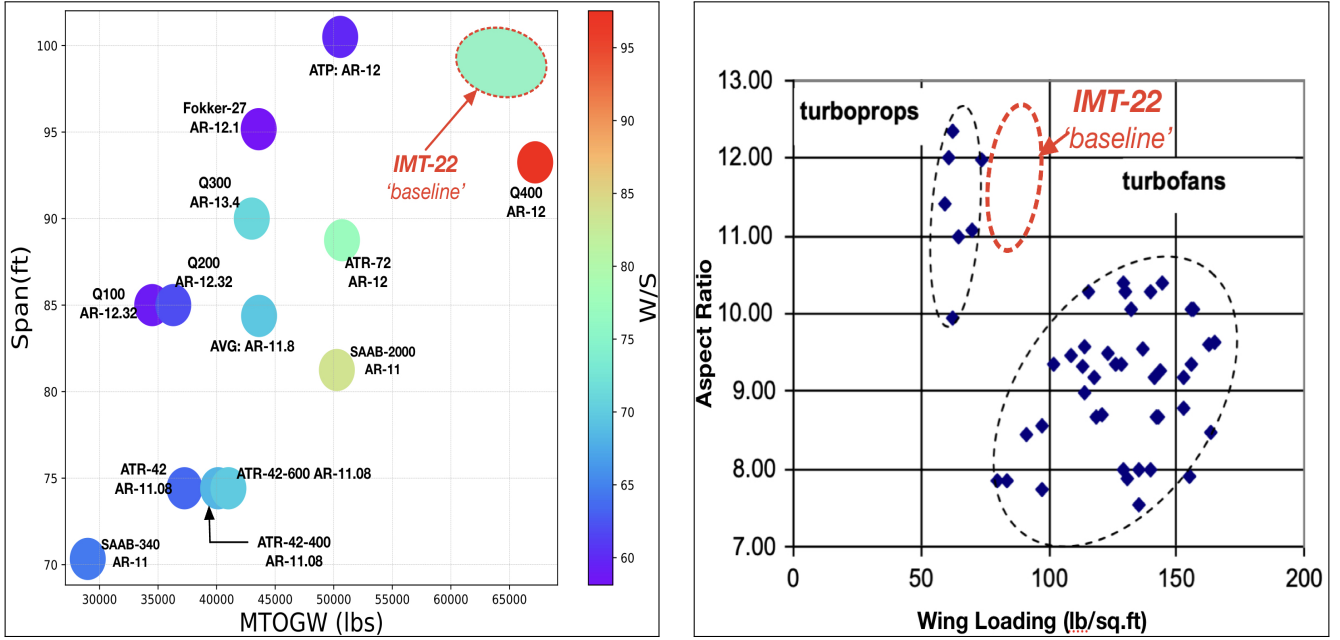 100
95
90
85
80
75
70
30000
35000
40000
45000
50000
55000
60000
65000
Span(ft)
MTOGW (lbs)
ATP: AR-12
Fokker-27
AR-12.1
IMT-22
'baseline'
Q400
AR-12
Q300
AR-13.4
ATR-72
AR-12
Q200
AR-12.32
Q100
AR-12.32
AVG: AR-11.8
SAAB-2000
AR-11
ATR-42
AR-11.08
ATR-42-600 AR-11.08
ATR-42-400
AR-11.08
SAAB-340
AR-11
95
90
85
80
75
70
65
60
W/S
13.00
12.00
11.00
10.00
9.00
8.00
7.00
Aspect Ratio
turboprops
IMT-22
'baseline'
turbofans
0
50
100
150
200
Wing Loading (lb/sq.ft)